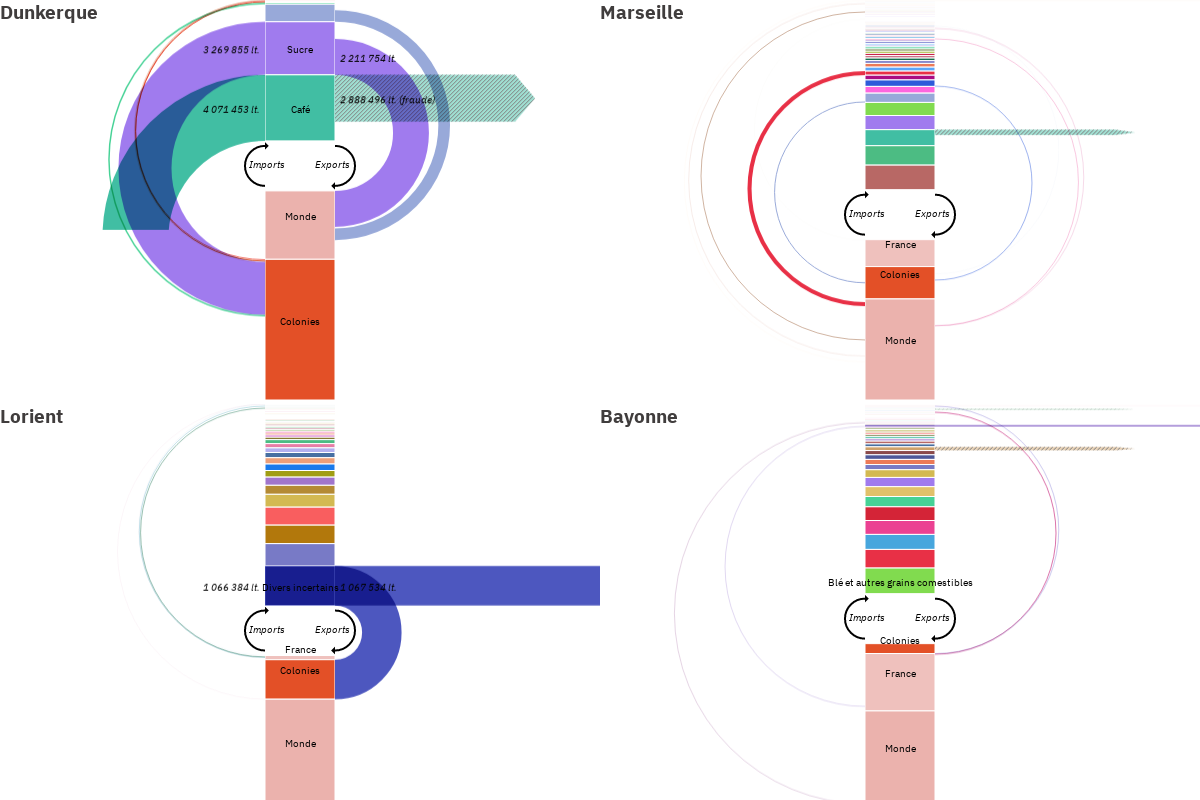 Dunkerque
3 269 855 lt.
Sucre
2 211 754 lt.
4 071 453 lt.
Café
2 888 496 lt. (fraude)
Imports
Exports
Monde
Colonies
Marseille
Imports
Exports
France
Colonies
Monde
Lorient
1 066 384 lt.
Divers incertains
1 067 534 lt.
Imports
Exports
France
Colonies
Monde
Bayonne
Blé et autres grains comestibles
Imports
Exports
Colonies
France
Monde